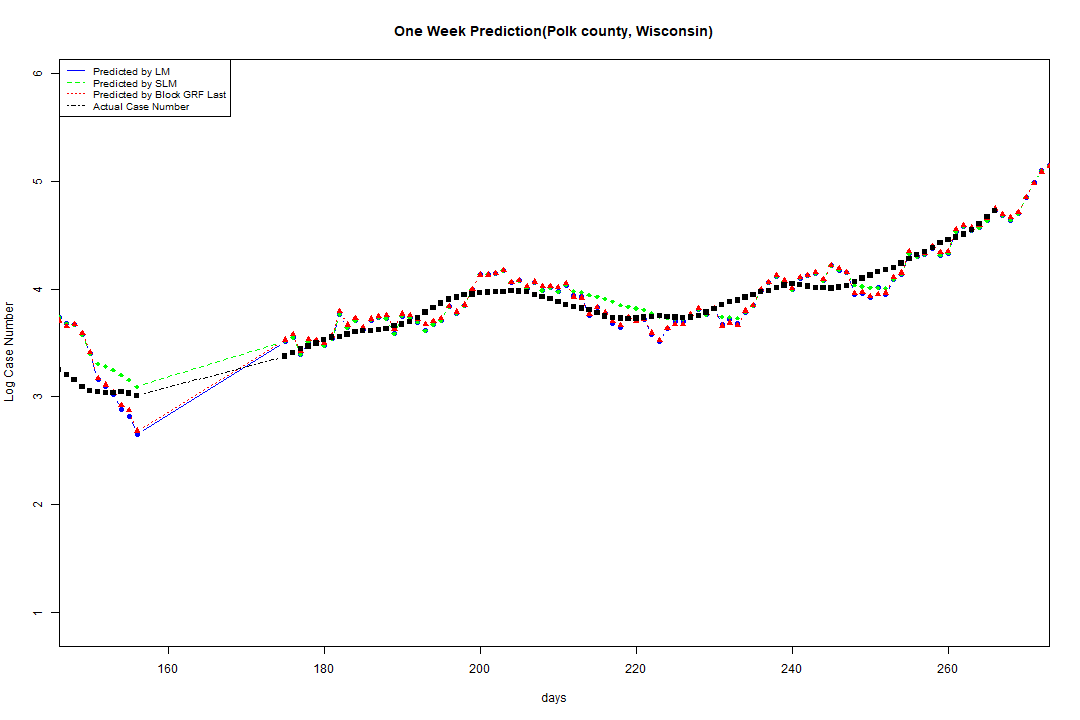 One Week Prediction(Polk county, Wisconsin)
Predicted by LM
Predicted by SLM
Predicted by Block GRF Last
Actual Case Number
6
5
4
3
2
1
Log Case Number
160 180 200 220 240 260
days